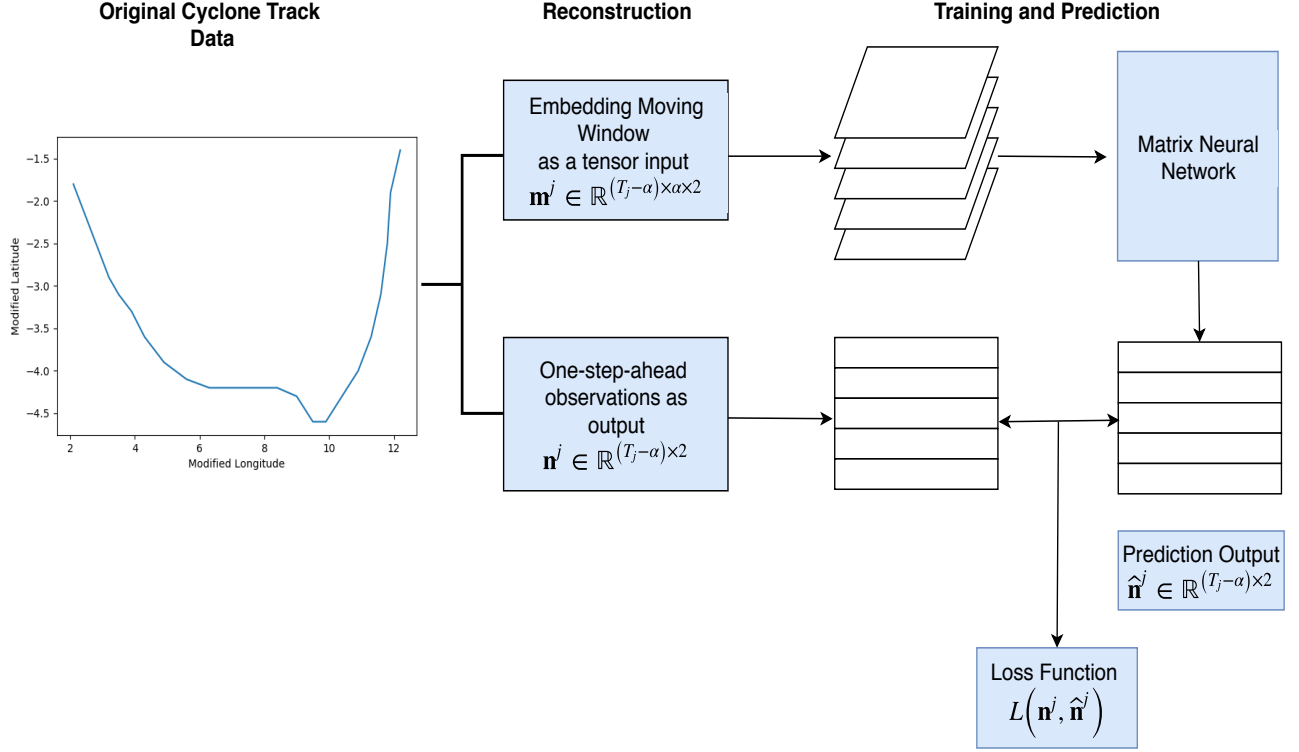 Original Cyclone Track
Data
Reconstruction
Training and Prediction
−1.5
−2.0
−2.5
−3.0
−3.5
−4.0
−4.5
Modified Latitude
2
4
6
8
10
12
Modified Longitude
Embedding Moving
Window
as a tensor input
𝐦^j ∈ ℝ^(T_j−α)×α×2
Matrix Neural
Network
One-step-ahead
observations as
output
𝐧^j ∈ ℝ^(T_j−α)×2
Prediction Output
𝐧̂^j ∈ ℝ^(T_j−α)×2
Loss Function
L(𝐧^j, 𝐧̂^j)